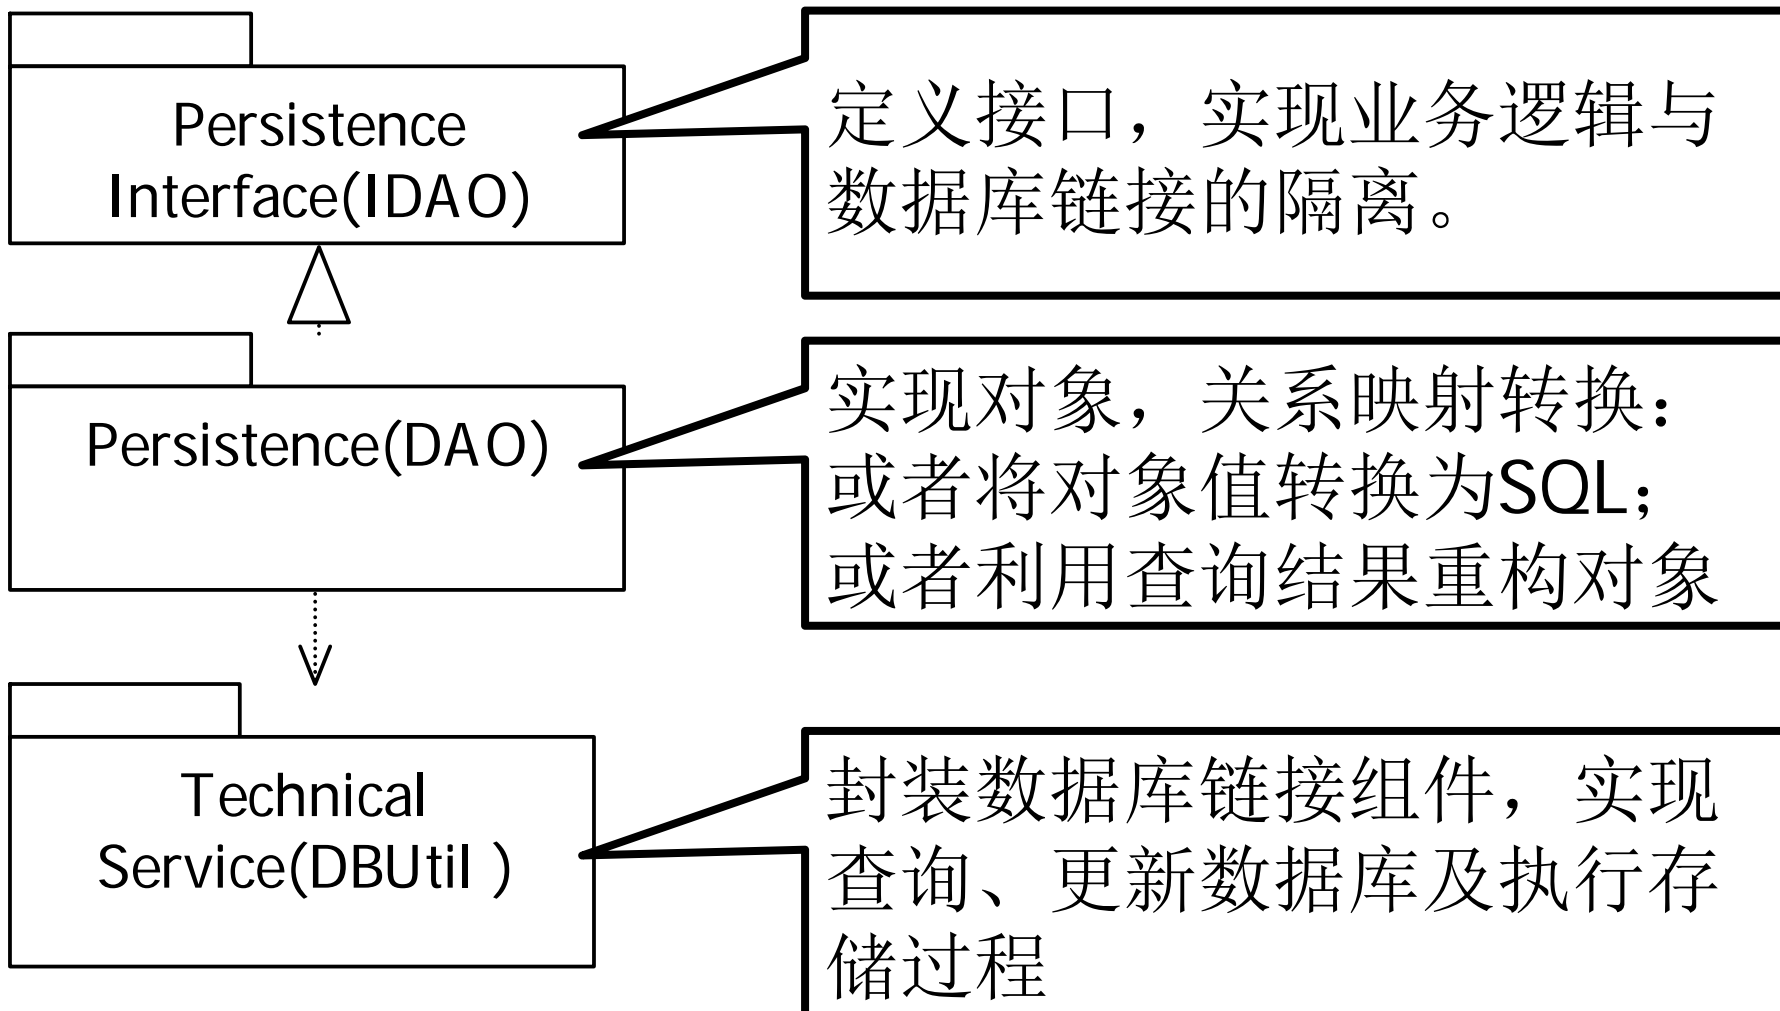 Persistence
Interface(IDAO)
定义接口，实现业务逻辑与
数据库链接的隔离。
Persistence(DAO)
实现对象，关系映射转换：
或者将对象值转换为SQL；
或者利用查询结果重构对象
Technical
Service(DBUtil )
封装数据库链接组件，实现
查询、更新数据库及执行存
储过程